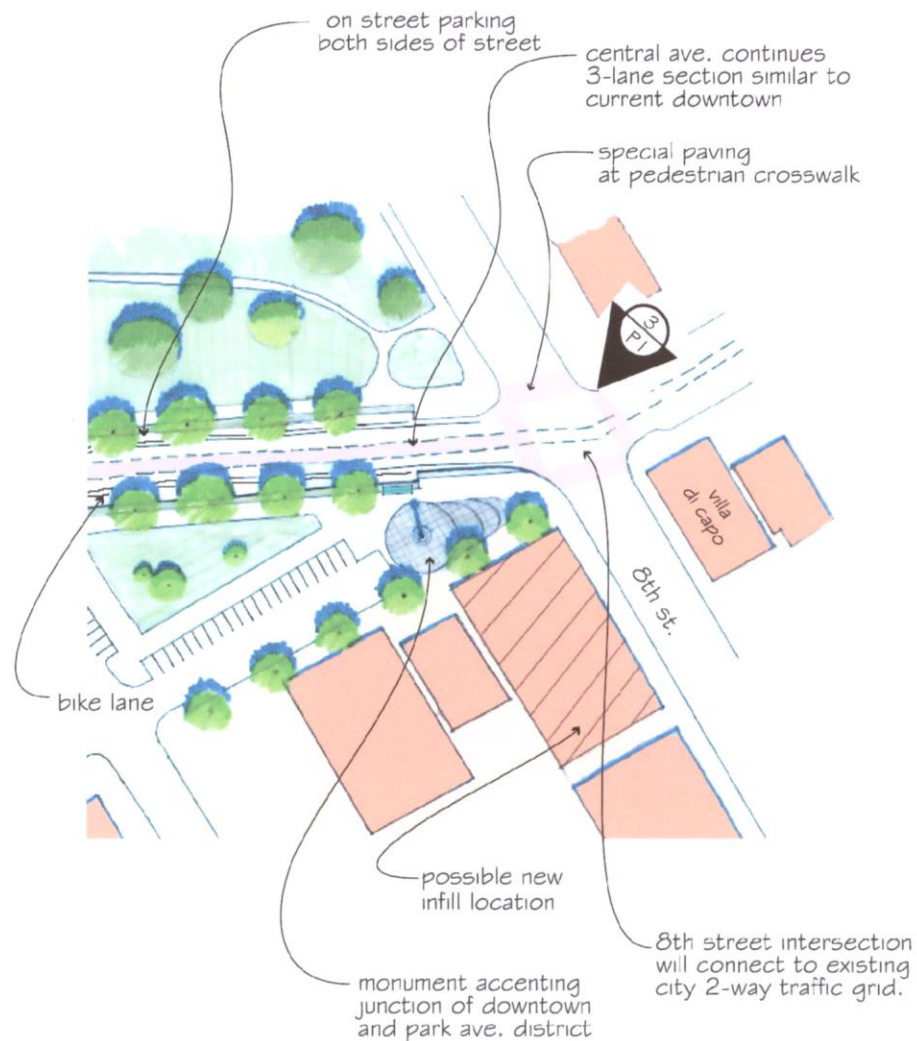 on street parking
both sides of street
central ave. continues
3-lane section similar to
current downtown
special paving
at pedestrian crosswalk
3
P1
villa
di capo
8th st.
bike lane
possible new
infill location
8th street intersection
will connect to existing
city 2-way traffic grid.
monument accenting
junction of downtown
and park ave. district